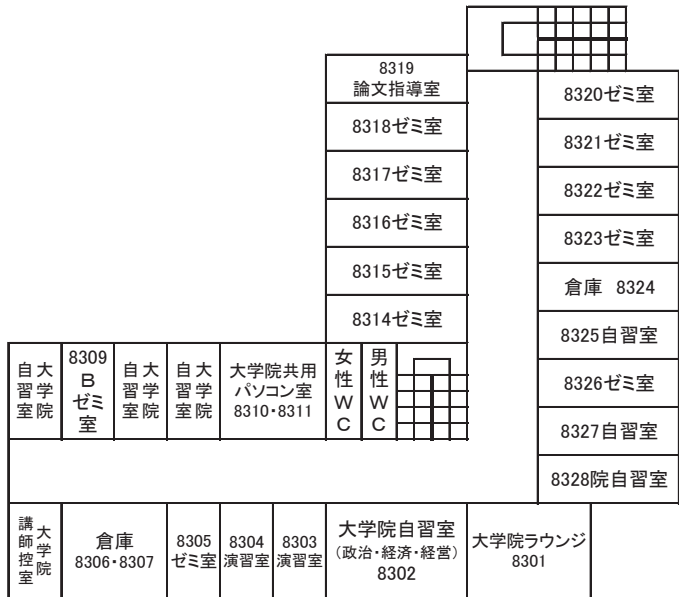 8319
論文指導室
8318ゼミ室
8317ゼミ室
8316ゼミ室
8315ゼミ室
8314ゼミ室
8320ゼミ室
8321ゼミ室
8322ゼミ室
8323ゼミ室
倉庫 8324
8325自習室
8326ゼミ室
8327自習室
8328院自習室
大学院
自習室
8309
B
ゼミ
室
大学院
自習室
大学院
自習室
大学院共用
パソコン室
8310・8311
女性WC
男性WC
大学院
講師控室
倉庫
8306・8307
8305
ゼミ室
8304
演習室
8303
演習室
大学院自習室
(政治・経済・経営)
8302
大学院ラウンジ
8301